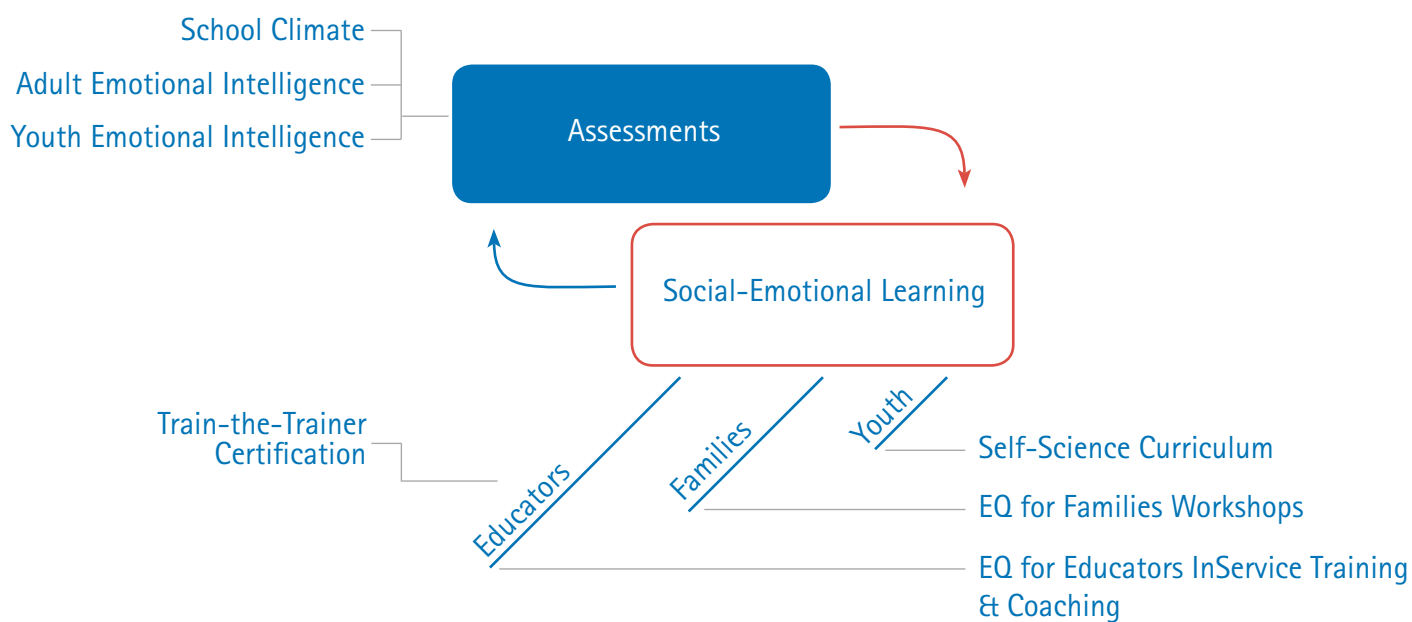 School Climate
Adult Emotional Intelligence
Youth Emotional Intelligence
Assessments
Social-Emotional Learning
Train-the-Trainer
Certification
Educators
Families
Youth
Self-Science Curriculum
EQ for Families Workshops
EQ for Educators InService Training
& Coaching